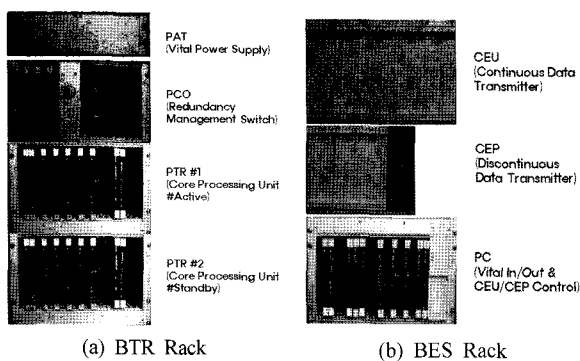 PAT
(Vital Power Supply)
PCO
(Redundancy
Management Switch)
PTR #1
(Core Processing Unit
#Active)
PTR #2
(Core Processing Unit
#Standby)
(a) BTR Rack
CEU
(Continuous Data
Transmitter)
CEP
(Discontinuous
Data Transmitter)
PC
(Vital In/Out &
CEU/CEP Control)
(b) BES Rack